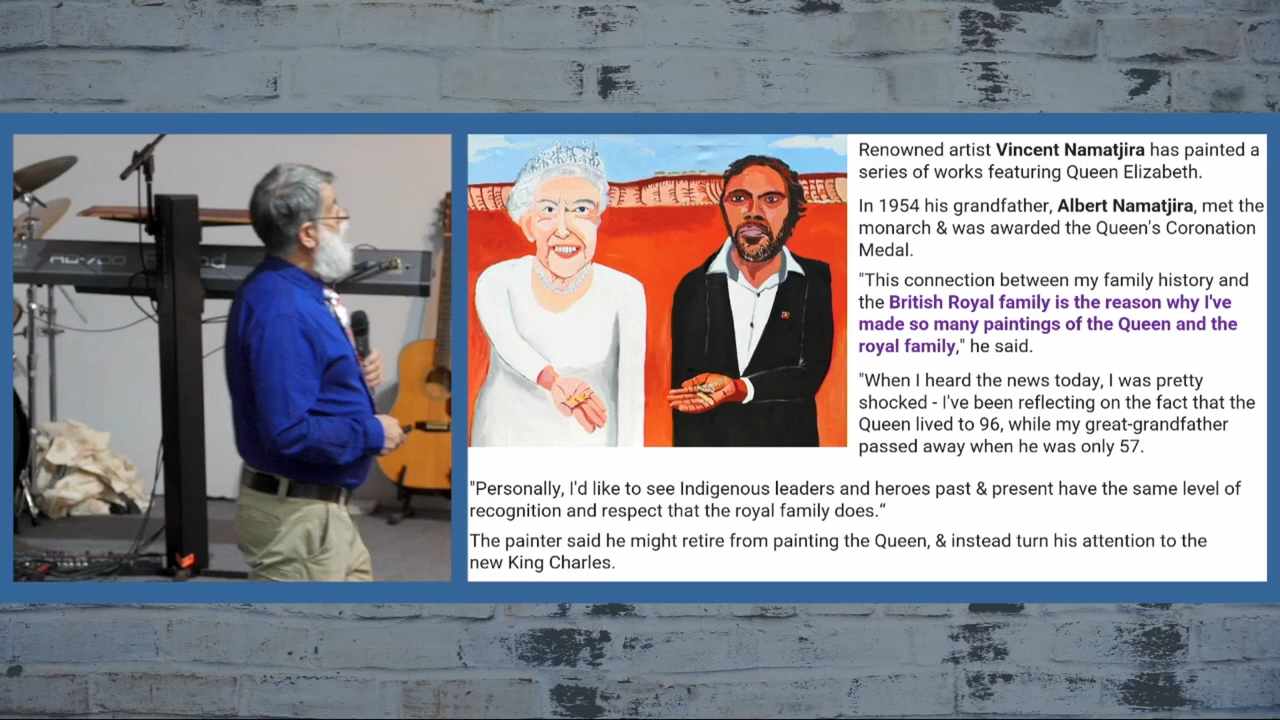 Renowned artist Vincent Namatjira has painted a
series of works featuring Queen Elizabeth.
In 1954 his grandfather, Albert Namatjira, met the
monarch & was awarded the Queen's Coronation
Medal.
"This connection between my family history and
the British Royal family is the reason why I've
made so many paintings of the Queen and the
royal family," he said.
"When I heard the news today, I was pretty
shocked - I've been reflecting on the fact that the
Queen lived to 96, while my great-grandfather
passed away when he was only 57.
"Personally, I'd like to see Indigenous leaders and heroes past & present have the same level of
recognition and respect that the royal family does.“
The painter said he might retire from painting the Queen, & instead turn his attention to the
new King Charles.